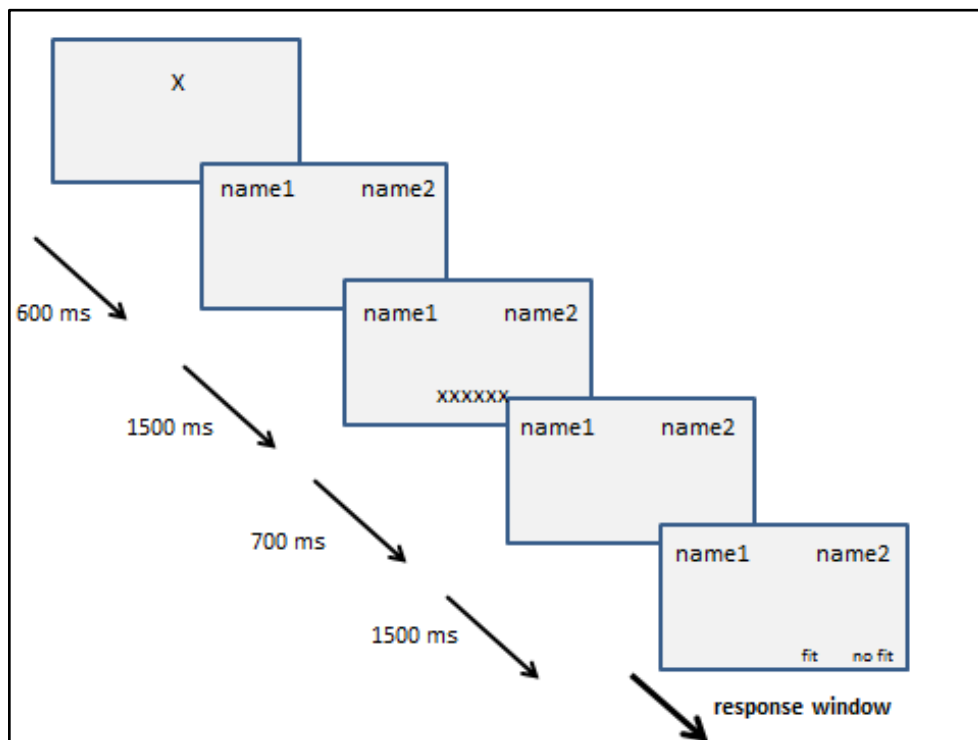 X
name1 name2
name1 name2
600 ms
xxxxxx
name1 name2
1500 ms
700 ms
name1 name2
1500 ms
fit no fit
response window